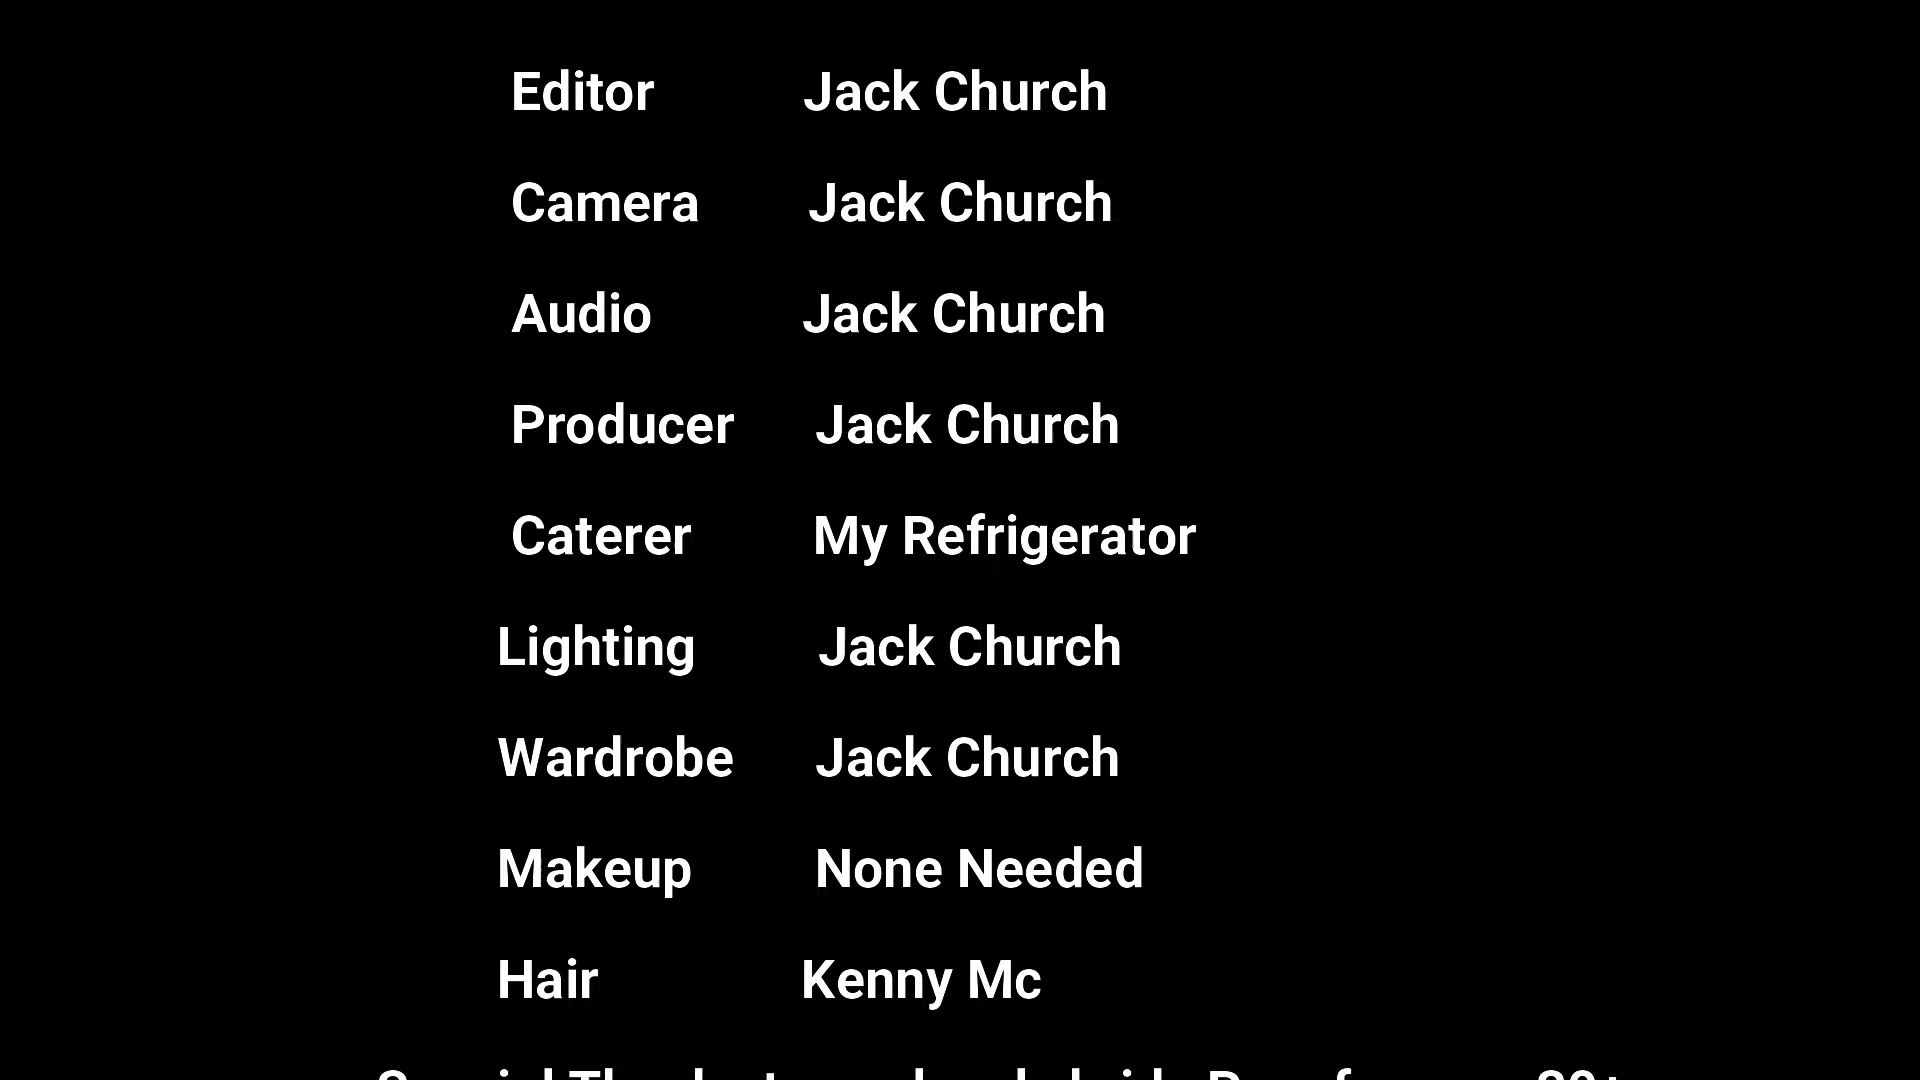 Editor Jack Church
Camera Jack Church
Audio Jack Church
Producer Jack Church
Caterer My Refrigerator
Lighting Jack Church
Wardrobe Jack Church
Makeup None Needed
Hair Kenny Mc